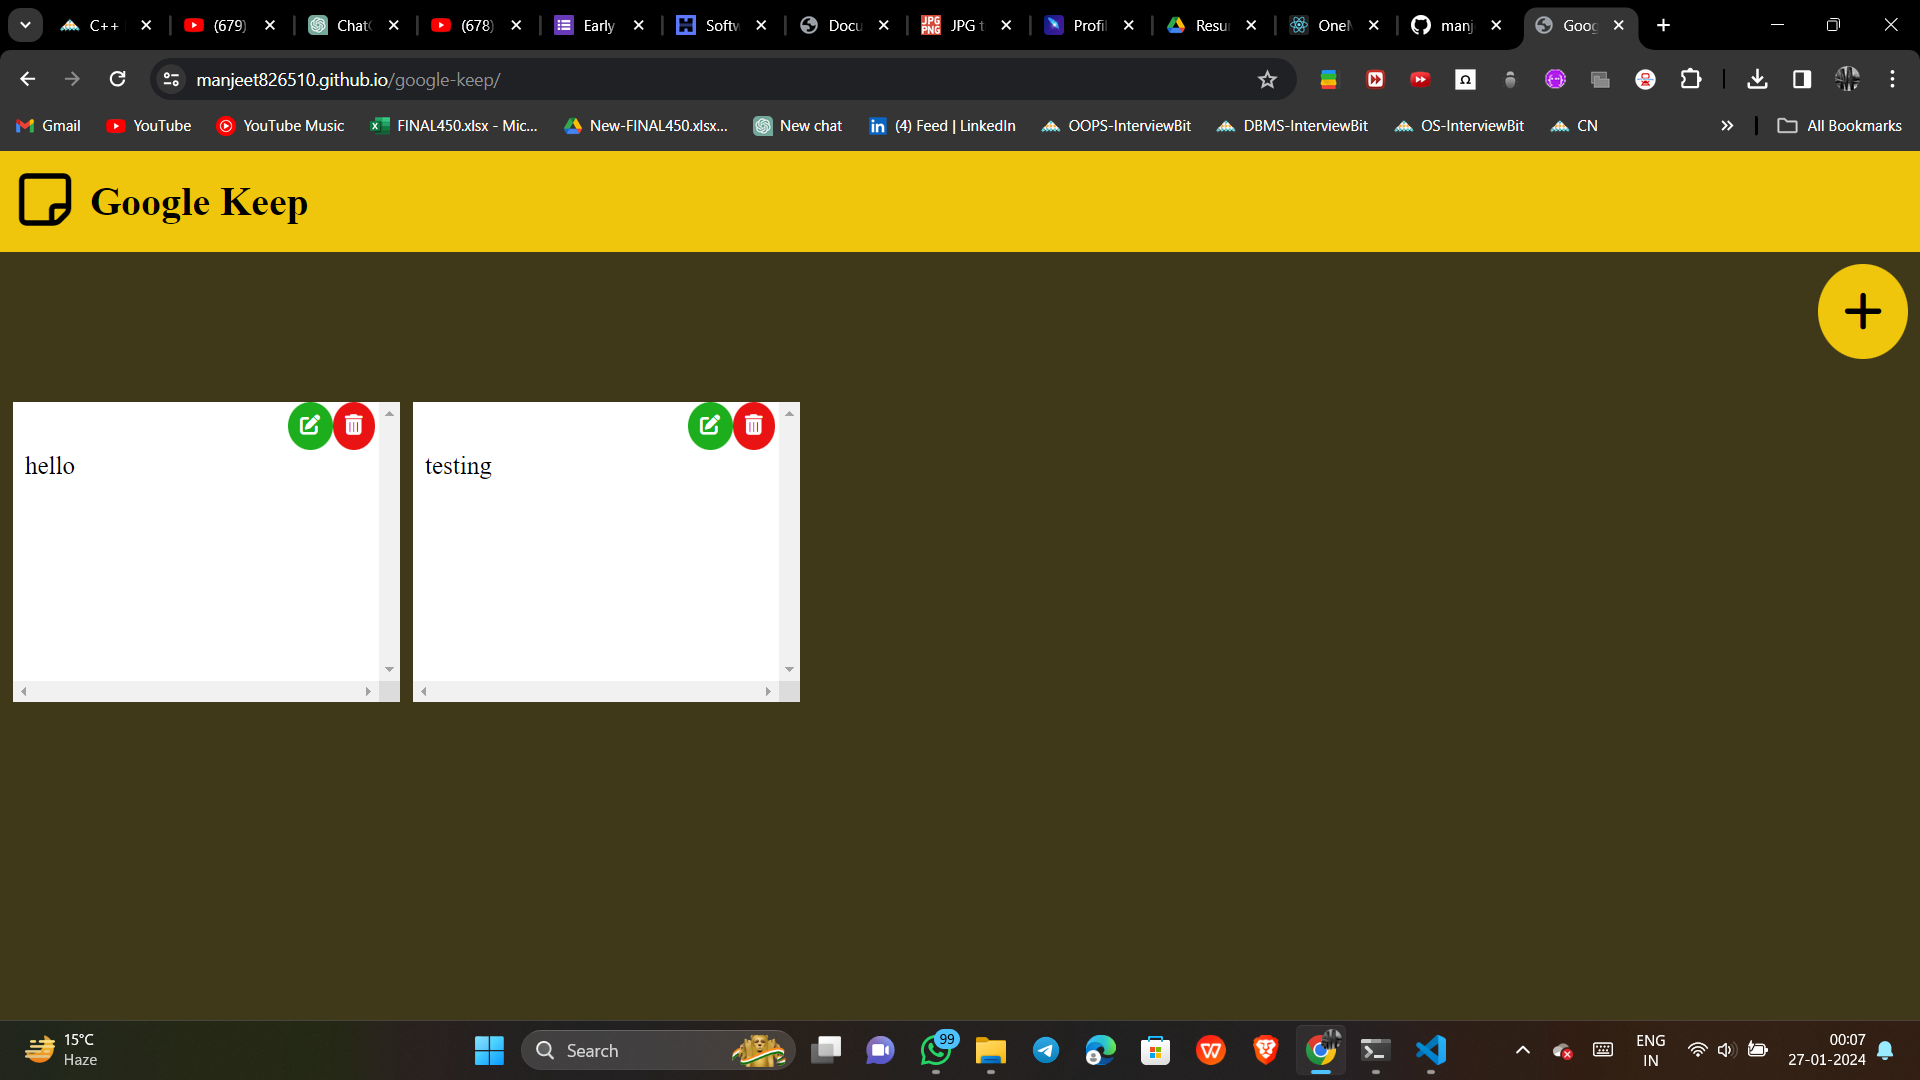 C++
(679)
Chat
(678)
Early
Softw
Docu
JPG t
Profil
Resu
One
manj
Goog
manjeet826510.github.io/google-keep/
Gmail
YouTube
YouTube Music
FINAL450.xlsx - Mic...
New-FINAL450.xlsx...
New chat
(4) Feed | LinkedIn
OOPS-InterviewBit
DBMS-InterviewBit
OS-InterviewBit
CN
All Bookmarks
Google Keep
hello
testing
15°C
Haze
Search
99
ENG
IN
00:07
27-01-2024